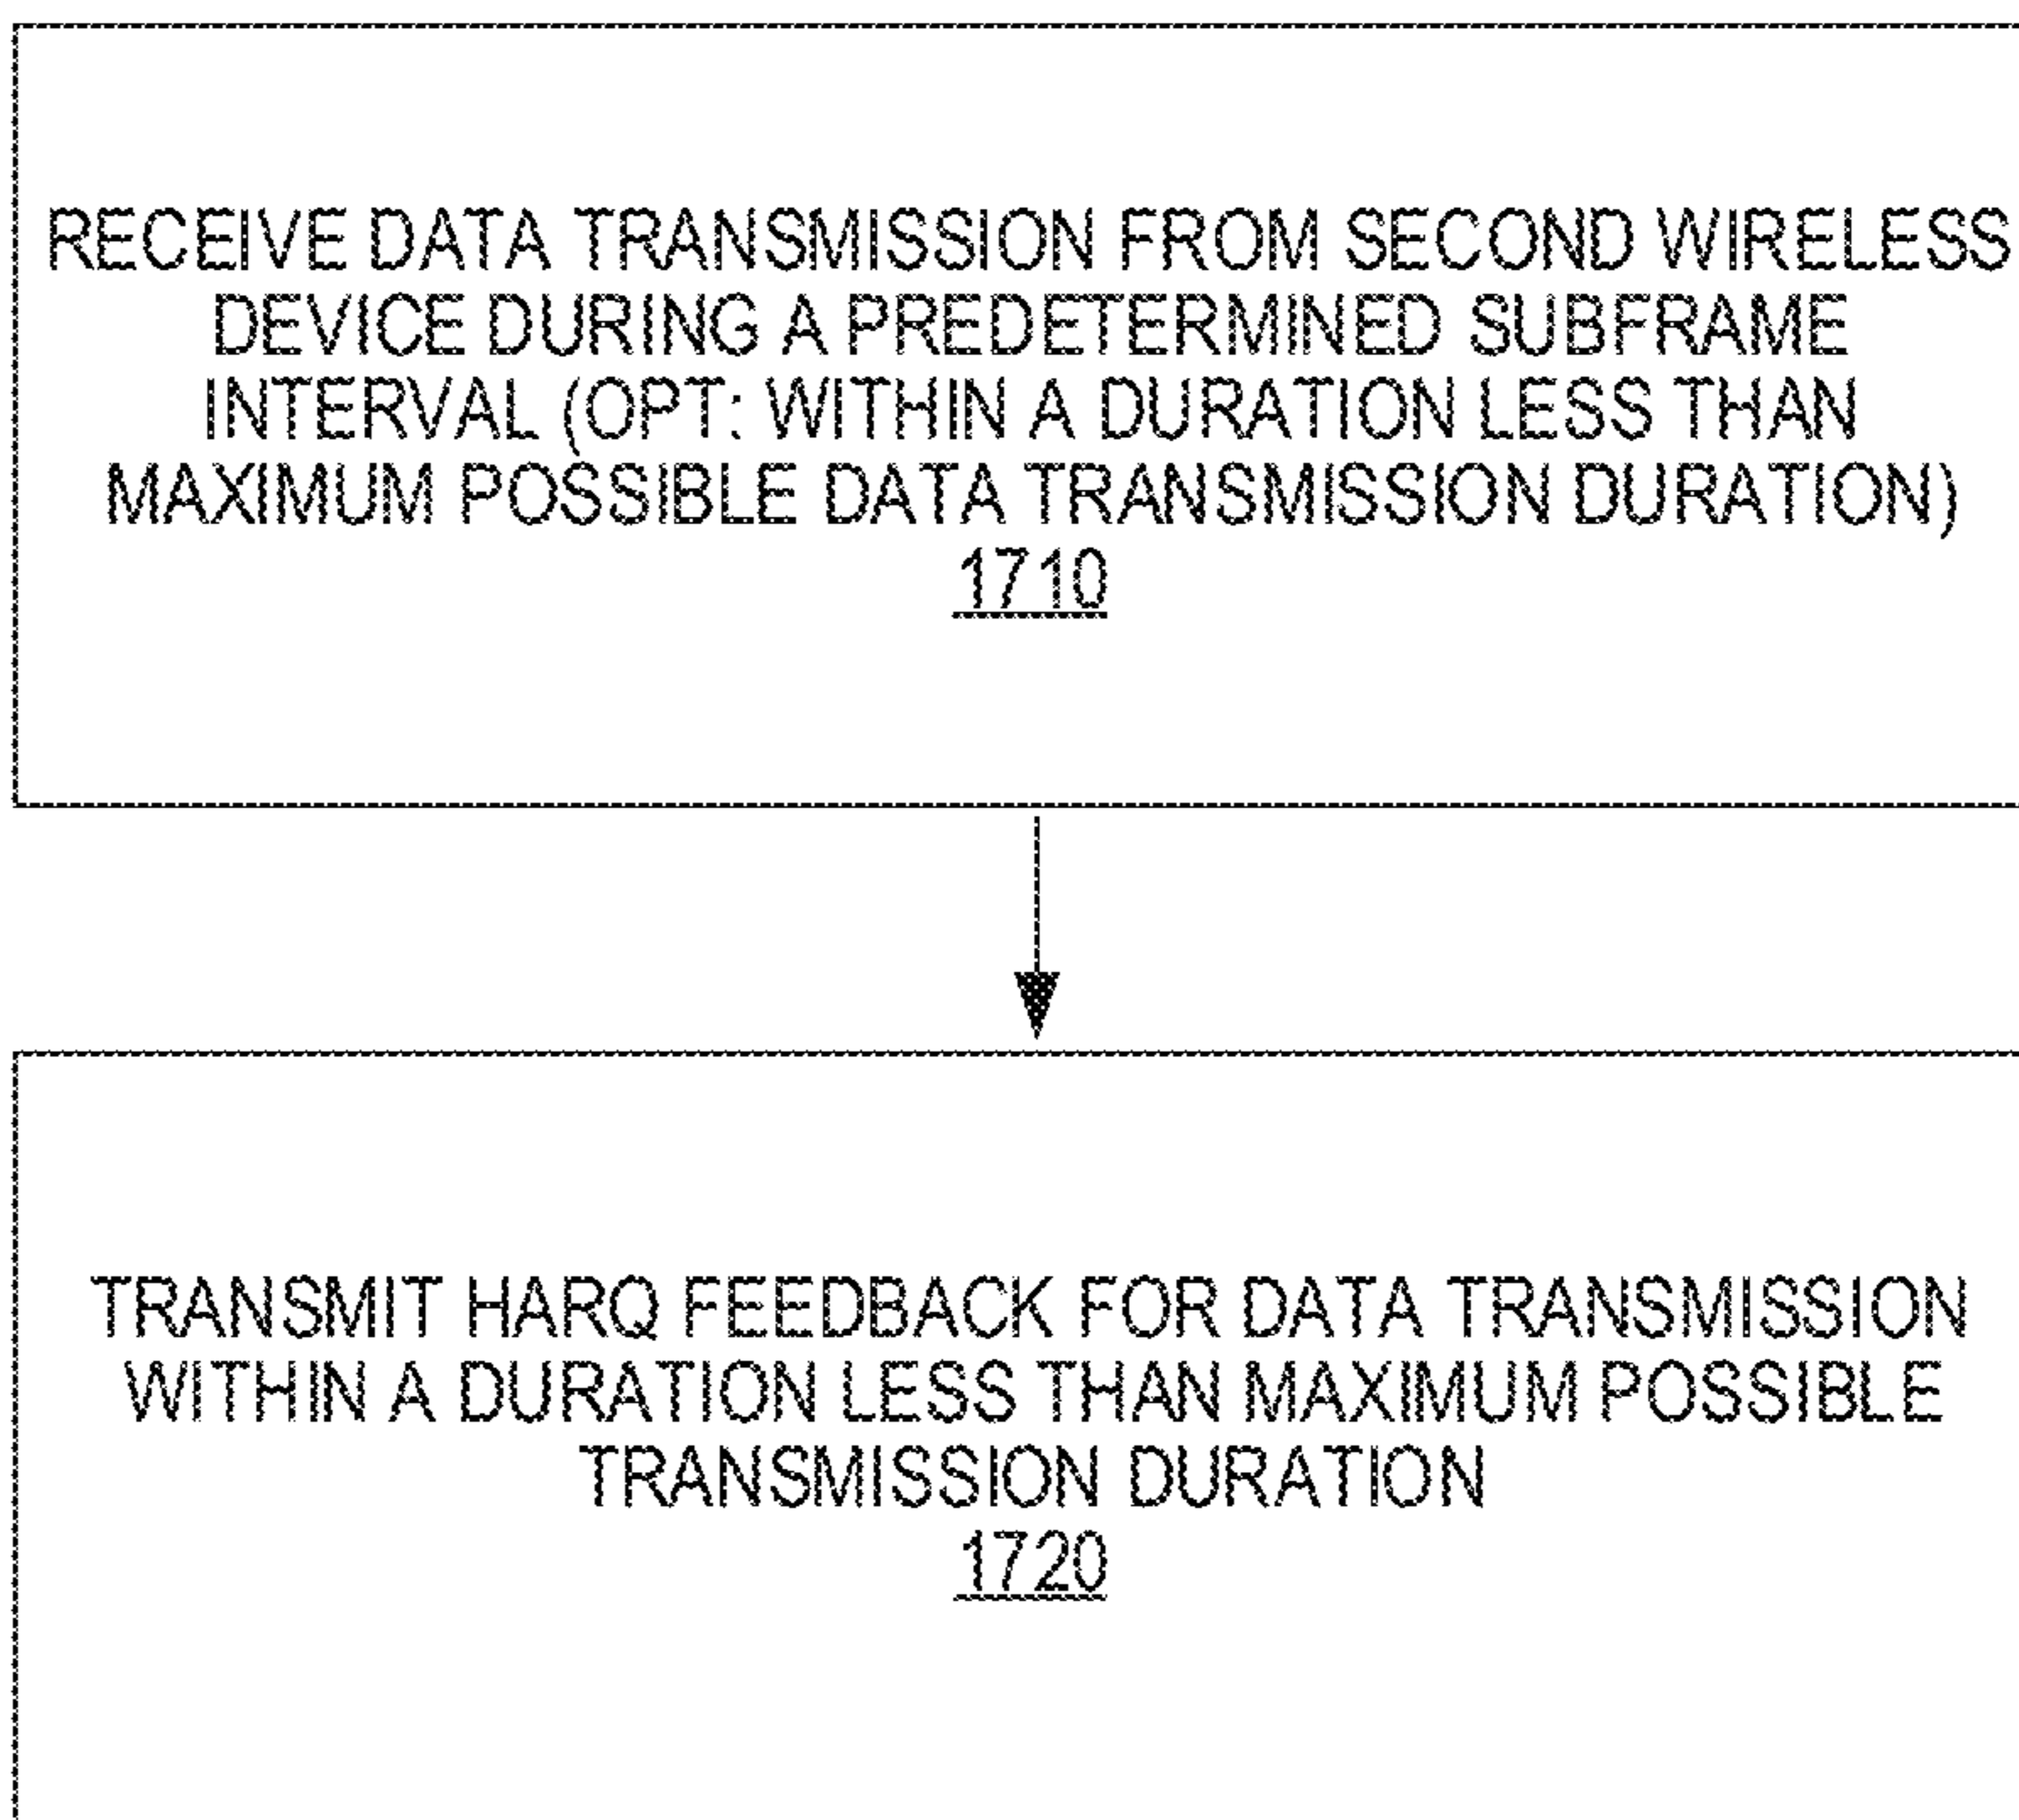 RECEIVE DATA TRANSMISSION FROM SECOND WIRELESS
DEVICE DURING A PREDETERMINED SUBFRAME
INTERVAL (OPT: WITHIN A DURATION LESS THAN
MAXIMUM POSSIBLE DATA TRANSMISSION DURATION)
1710
TRANSMIT HARQ FEEDBACK FOR DATA TRANSMISSION
WITHIN A DURATION LESS THAN MAXIMUM POSSIBLE
TRANSMISSION DURATION
1720